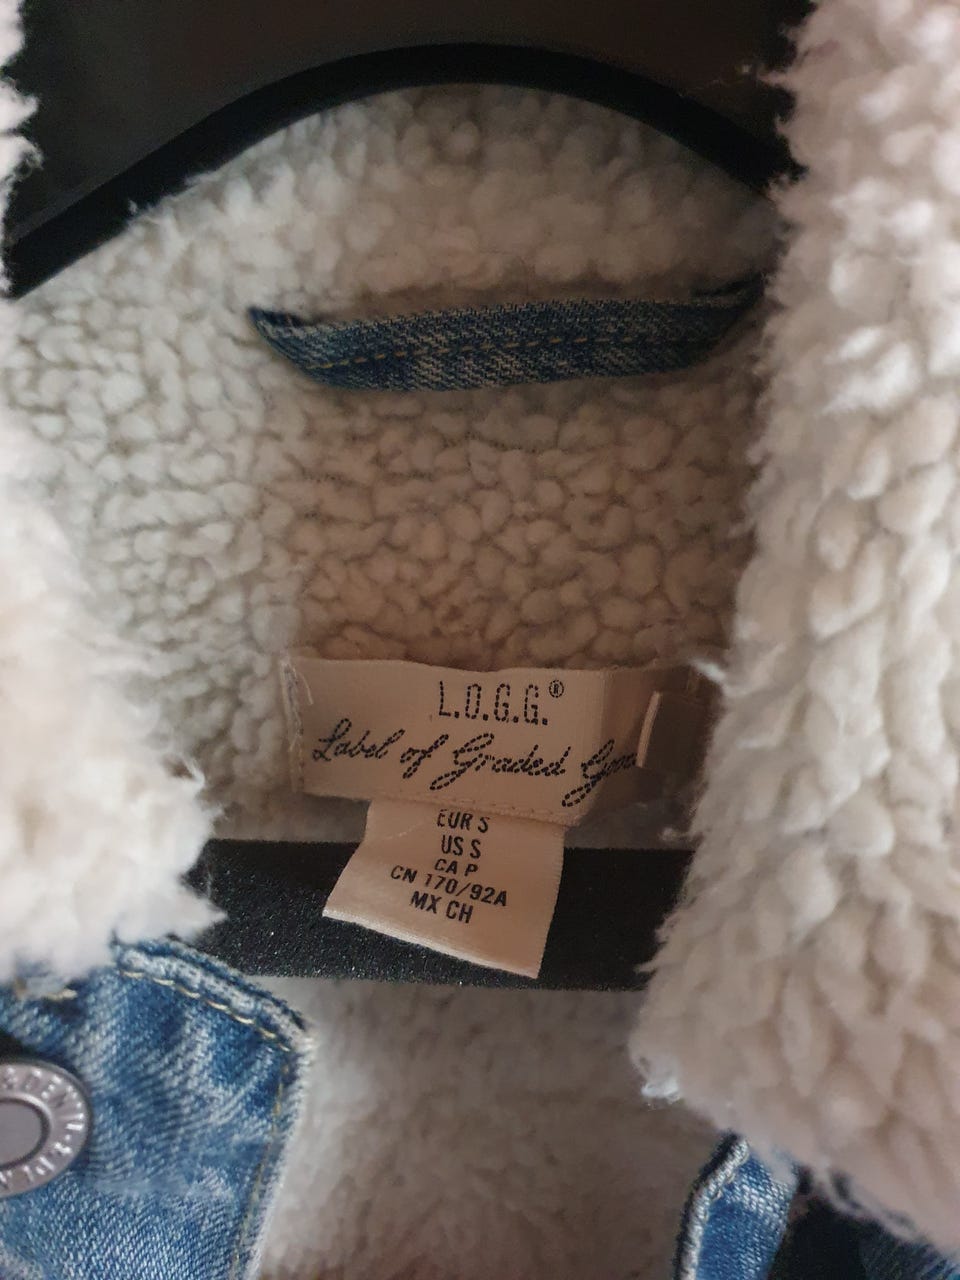 L.O.G.G.®
Label of Graded
EUR S
US S
CA P
CN 170/92A
MX CH